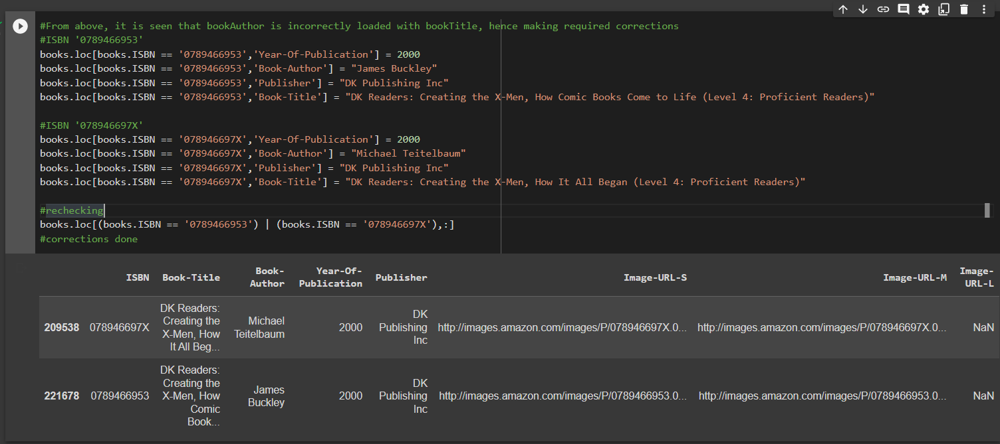 #From above, it is seen that bookAuthor is incorrectly loaded with bookTitle, hence making required corrections
#ISBN '0789466953'
books.loc[books.ISBN == '0789466953','Year-Of-Publication'] = 2000
books.loc[books.ISBN == '0789466953','Book-Author'] = "James Buckley"
books.loc[books.ISBN == '0789466953','Publisher'] = "DK Publishing Inc"
books.loc[books.ISBN == '0789466953','Book-Title'] = "DK Readers: Creating the X-Men, How Comic Books Come to Life (Level 4: Proficient Readers)"
#ISBN '078946697X'
books.loc[books.ISBN == '078946697X','Year-Of-Publication'] = 2000
books.loc[books.ISBN == '078946697X','Book-Author'] = "Michael Teitelbaum"
books.loc[books.ISBN == '078946697X','Publisher'] = "DK Publishing Inc"
books.loc[books.ISBN == '078946697X','Book-Title'] = "DK Readers: Creating the X-Men, How It All Began (Level 4: Proficient Readers)"
#rechecking
books.loc[(books.ISBN == '0789466953') | (books.ISBN == '078946697X'),:]
#corrections done
ISBN
Book-Title
Book-
Author
Year-Of-
Publication
Publisher
Image-URL-S
Image-URL-M
Image-
URL-L
209538
078946697X
DK Readers:
Creating the
X-Men, How
It All Beg...
Michael
Teitelbaum
2000
DK
Publishing
Inc
http://images.amazon.com/images/P/078946697X.0...
http://images.amazon.com/images/P/078946697X.0...
NaN
221678
0789466953
DK Readers:
Creating the
X-Men, How
Comic
Book...
James
Buckley
2000
DK
Publishing
Inc
http://images.amazon.com/images/P/0789466953.0...
http://images.amazon.com/images/P/0789466953.0...
NaN